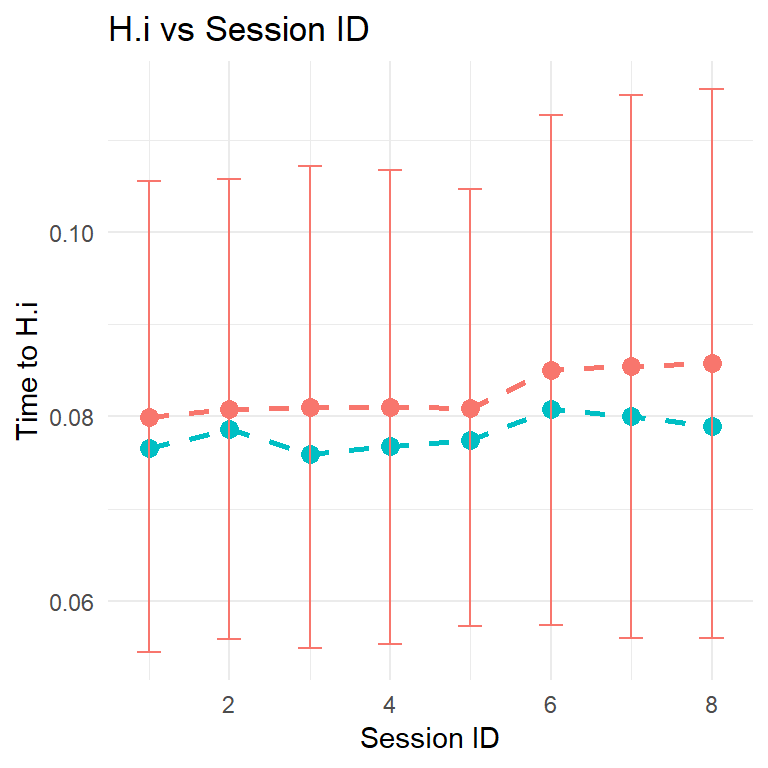 H.i vs Session ID
Time to H.i
0.10
0.08
0.06
2 4 6 8
Session ID